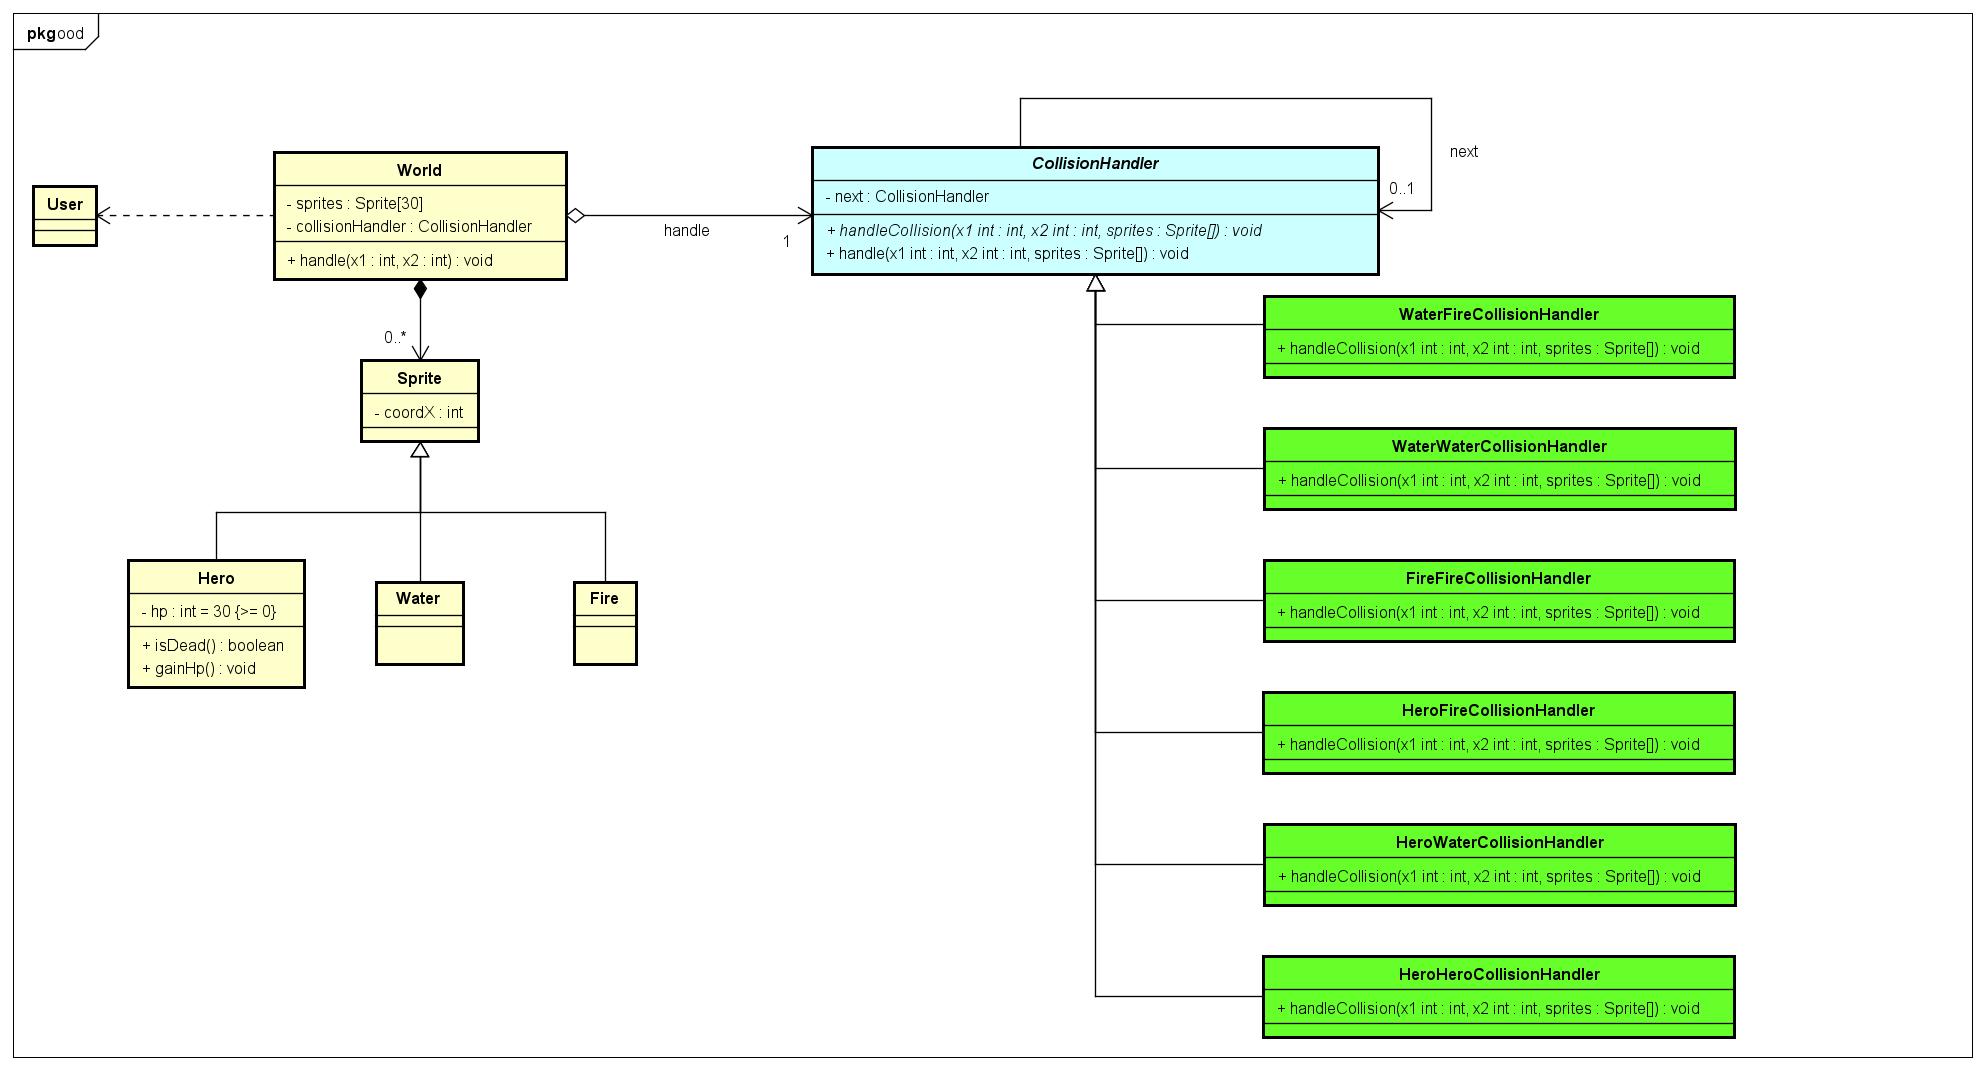 pkg ood
next
World
- sprites : Sprite[30]
- collisionHandler : CollisionHandler
+ handle(x1 : int, x2 : int) : void
CollisionHandler
- next : CollisionHandler
+ handleCollision(x1 int : int, x2 int : int, sprites : Sprite[]) : void
+ handle(x1 int : int, x2 int : int, sprites : Sprite[]) : void
0..1
User
handle
1
0..*
Sprite
- coordX : int
Hero
- hp : int = 30 {>= 0}
+ isDead() : boolean
+ gainHp() : void
Water
Fire
WaterFireCollisionHandler
+ handleCollision(x1 int : int, x2 int : int, sprites : Sprite[]) : void
WaterWaterCollisionHandler
+ handleCollision(x1 int : int, x2 int : int, sprites : Sprite[]) : void
FireFireCollisionHandler
+ handleCollision(x1 int : int, x2 int : int, sprites : Sprite[]) : void
HeroFireCollisionHandler
+ handleCollision(x1 int : int, x2 int : int, sprites : Sprite[]) : void
HeroWaterCollisionHandler
+ handleCollision(x1 int : int, x2 int : int, sprites : Sprite[]) : void
HeroHeroCollisionHandler
+ handleCollision(x1 int : int, x2 int : int, sprites : Sprite[]) : void